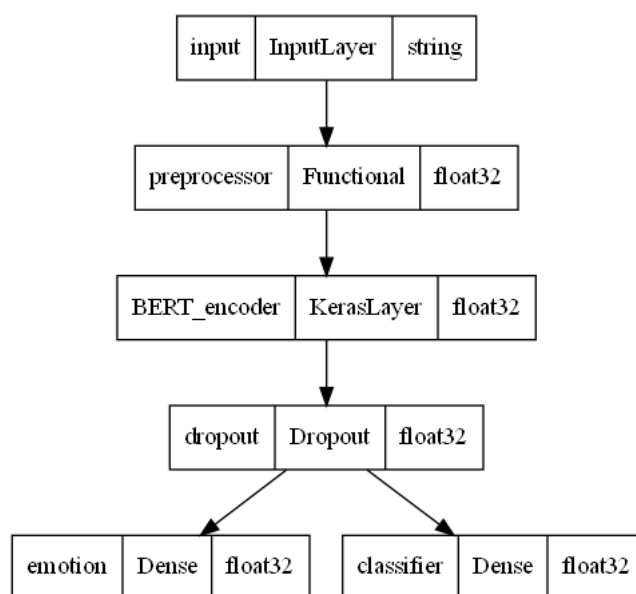 input InputLayer string
preprocessor Functional float32
BERT_encoder KerasLayer float32
dropout Dropout float32
emotion Dense float32 classifier Dense float32